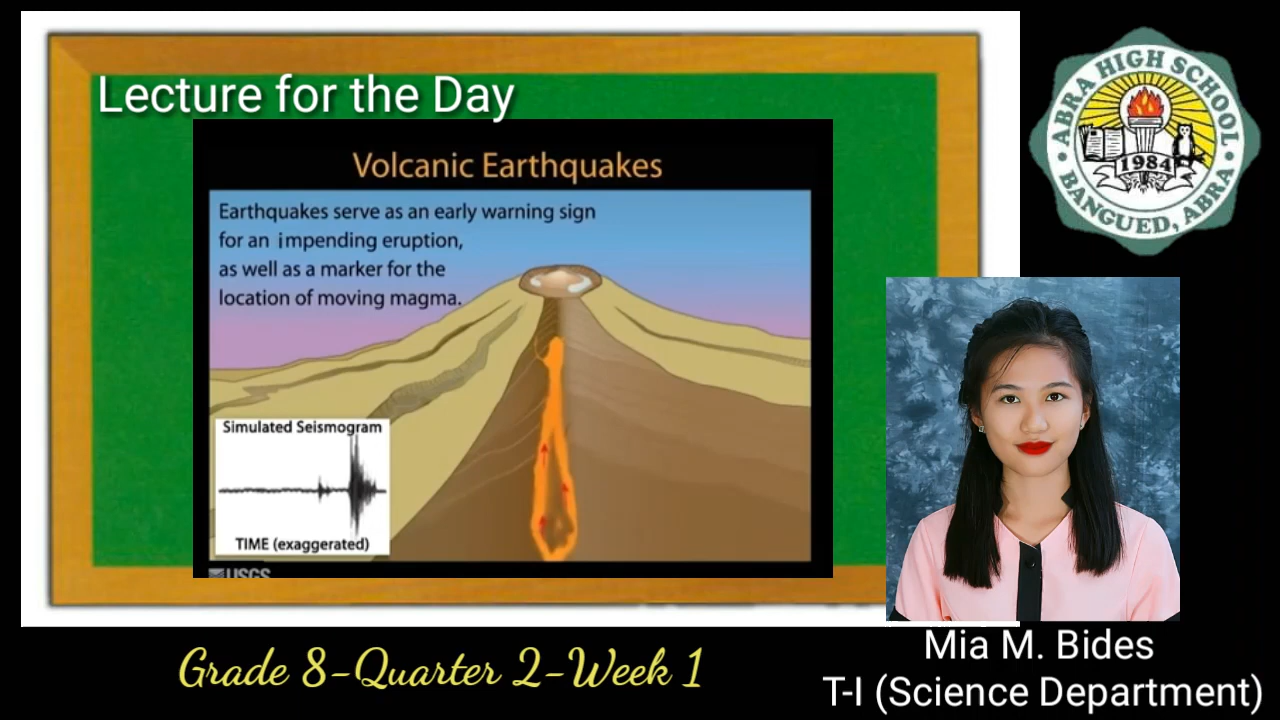 Lecture for the Day
Volcanic Earthquakes
Earthquakes serve as an early warning sign
for an impending eruption,
as well as a marker for the
location of moving magma.
Simulated Seismogram
TIME (exaggerated)
USGS
ABRA HIGH SCHOOL
1984
BANGUED, ABRA
Mia M. Bides
T-I (Science Department)
Grade 8-Quarter 2-Week 1